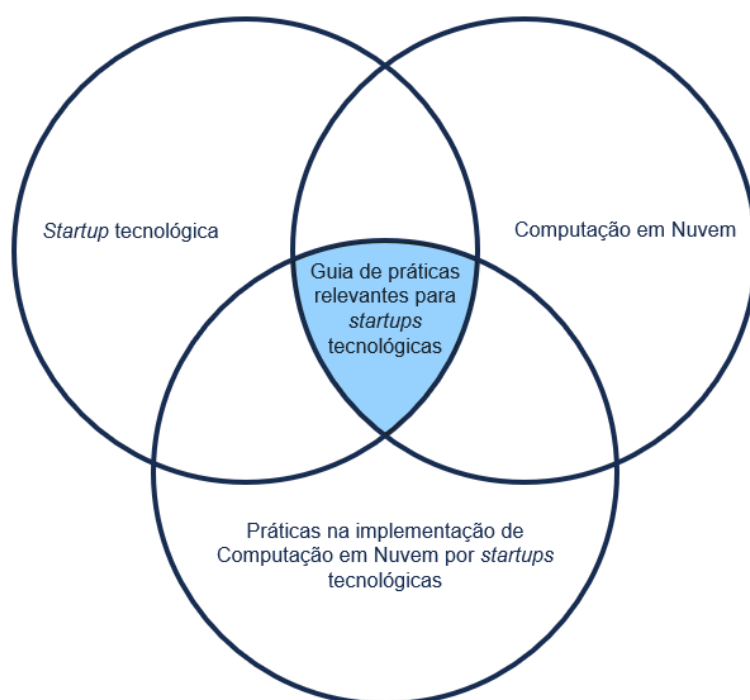 Startup tecnológica
Computação em Nuvem
Guia de práticas
relevantes para
startups
tecnológicas
Práticas na implementação de
Computação em Nuvem por startups
tecnológicas